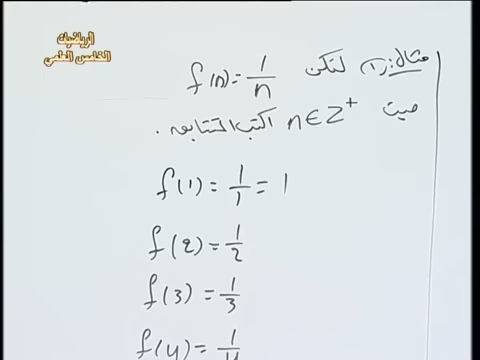 الرياضيات
الخامس العلمي
مثال (1): لتكن f(n) = 1/n
حيث n ∈ Z⁺ اكتب المتتابعة .
f(1) = 1/1 = 1
f(2) = 1/2
f(3) = 1/3
f(4) = 1/4